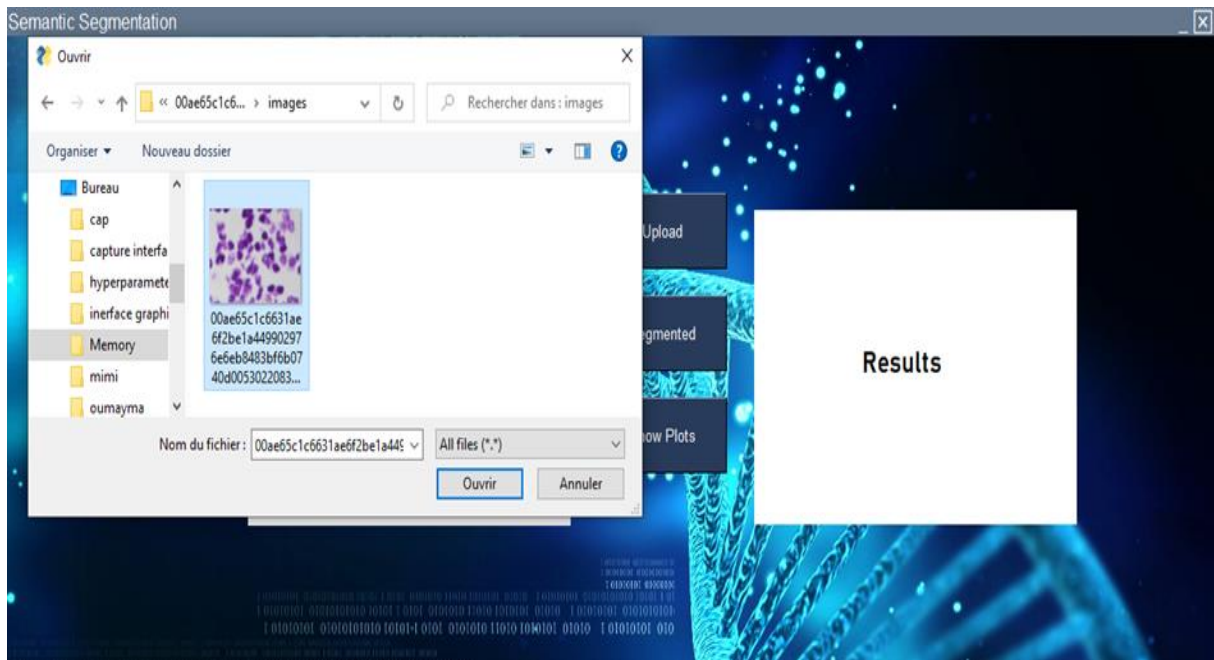 Semantic Segmentation
Ouvrir
« 00ae65c1c6... › images
Rechercher dans : images
Organiser
Nouveau dossier
Bureau
cap
capture interfa
hyperparamete
inerface graphi
Memory
mimi
oumayma
00ae65c1c6631ae
6f2be1a44990297
6e6eb8483bf6b07
40d0053022083...
Nom du fichier :
00ae65c1c6631ae6f2be1a449
All files (*.*)
Ouvrir
Annuler
Upload
egmented
how Plots
Results